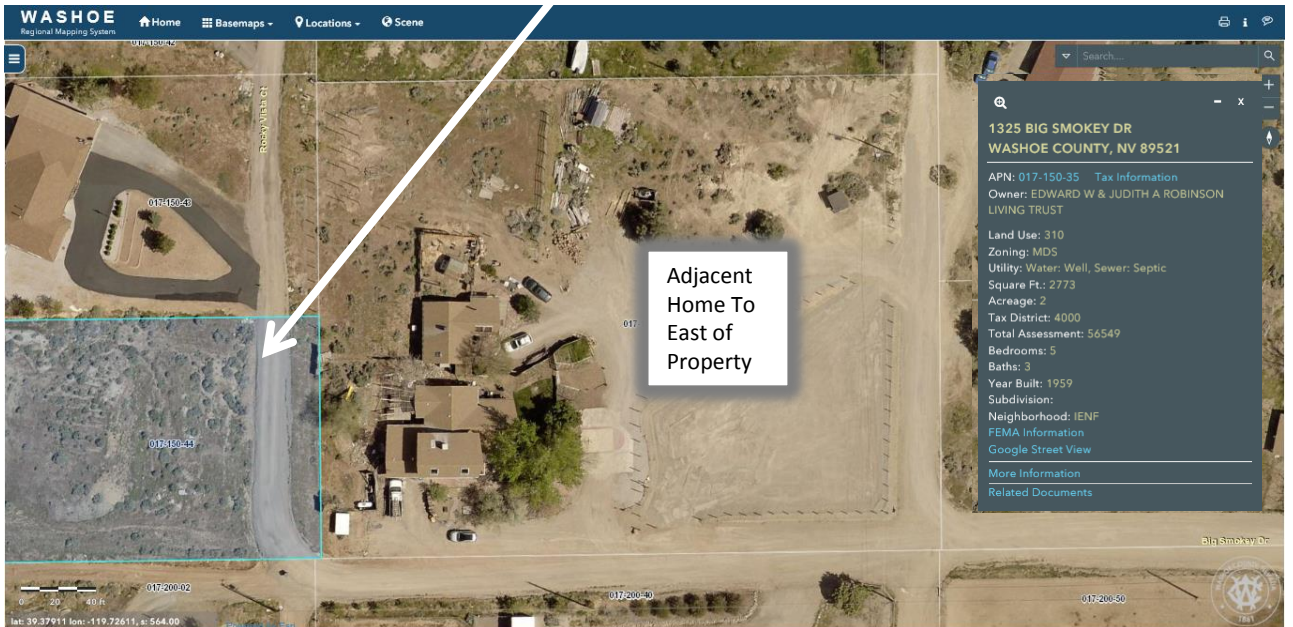 WASHOE
Regional Mapping System
Home
Basemaps
Locations
Scene
017-150-42
Search...
Rocky Vista Ct
017-150-43
1325 BIG SMOKEY DR
WASHOE COUNTY, NV 89521
APN: 017-150-35 Tax Information
Owner: EDWARD W & JUDITH A ROBINSON
LIVING TRUST
Land Use: 310
Zoning: MDS
Utility: Water: Well, Sewer: Septic
Square Ft.: 2773
Acreage: 2
Tax District: 4000
Total Assessment: 56549
Bedrooms: 5
Baths: 3
Year Built: 1959
Subdivision:
Neighborhood: IENF
FEMA Information
Google Street View
More Information
Related Documents
Adjacent
Home To
East of
Property
017
017-150-44
Big Smokey Dr
017-200-02
017-200-40
017-200-50
0 20 40 ft
lat: 39.37911 lon: -119.72611, s: 564.00
1861